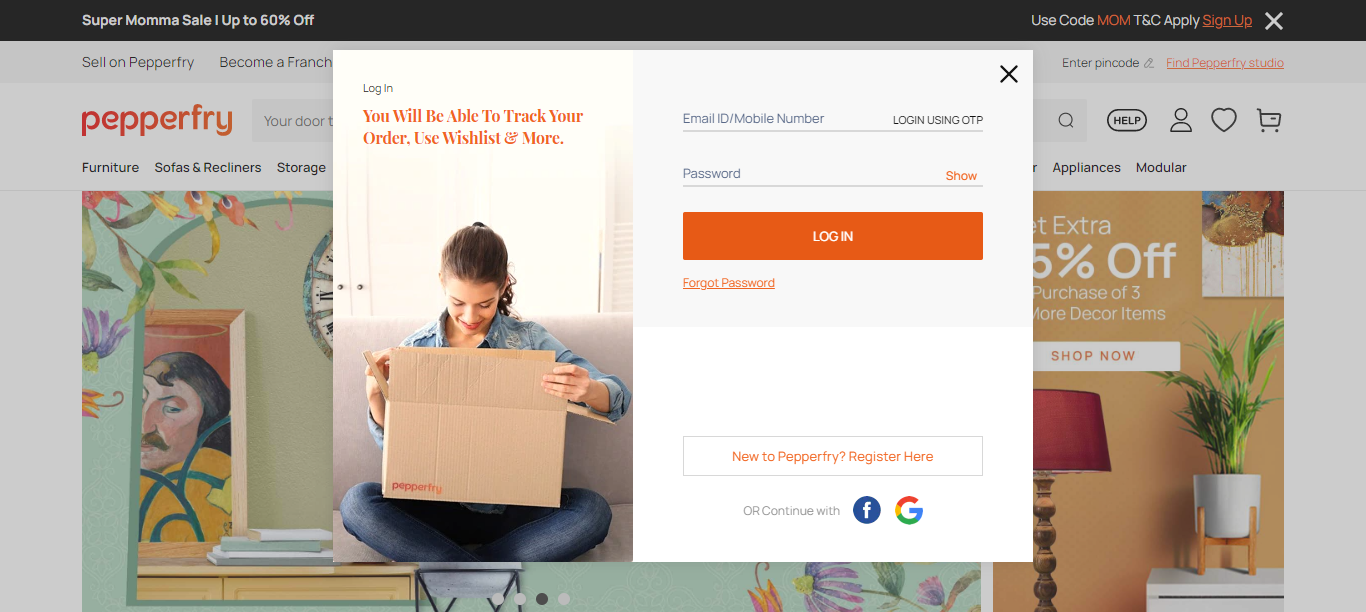 Super Momma Sale I Up to 60% Off
Use Code MOM T&C Apply Sign Up
Sell on Pepperfry
Become a Franch
Enter pincode
Find Pepperfry studio
pepperfry
Your door t
HELP
Furniture
Sofas & Recliners
Storage
Appliances
Modular
Log In
You Will Be Able To Track Your
Order, Use Wishlist & More.
Email ID/Mobile Number
LOGIN USING OTP
Password
Show
LOG IN
Forgot Password
New to Pepperfry? Register Here
OR Continue with
pepperfry
et Extra
5% Off
Purchase of 3
More Decor Items
SHOP NOW